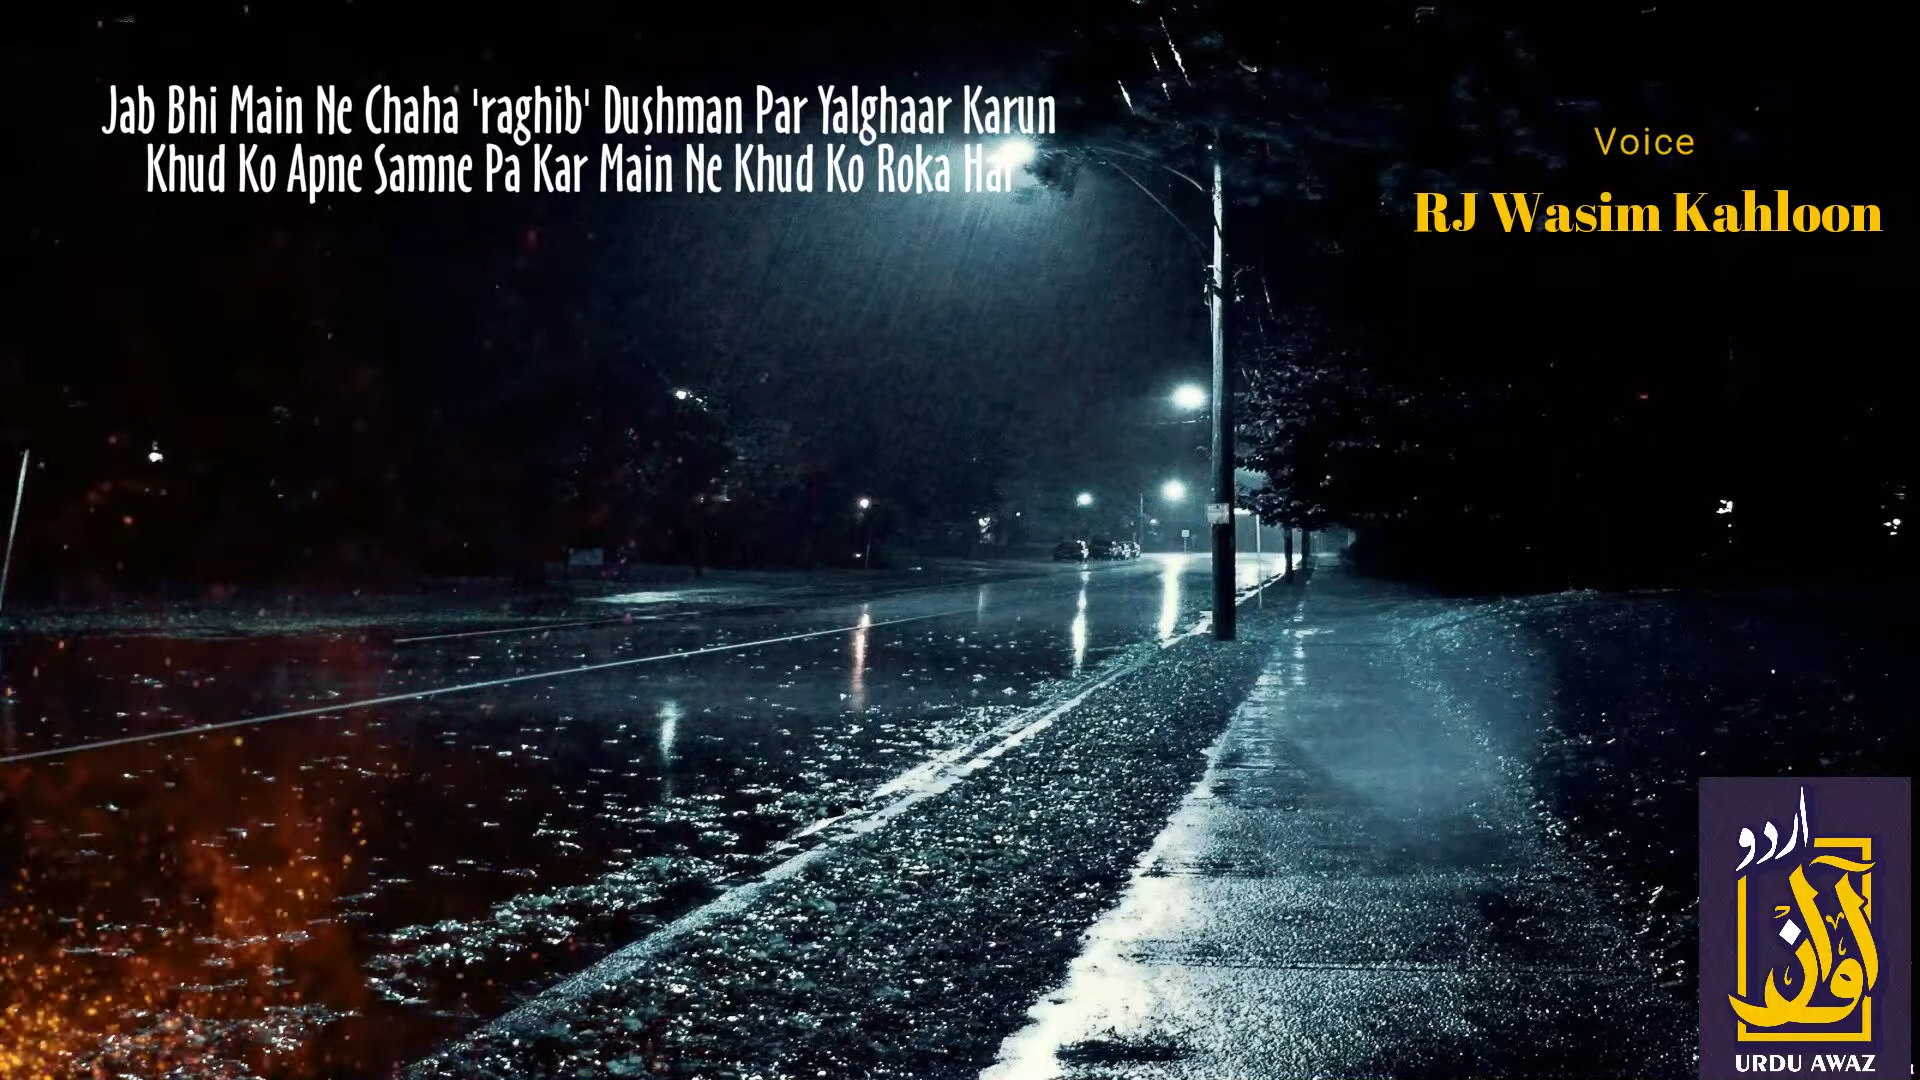 Jab Bhi Main Ne Chaha 'raghib' Dushman Par Yalghaar Karun
Khud Ko Apne Samne Pa Kar Main Ne Khud Ko Roka Hai
Voice
RJ Wasim Kahloon
اردو
آواز
URDU AWAZ